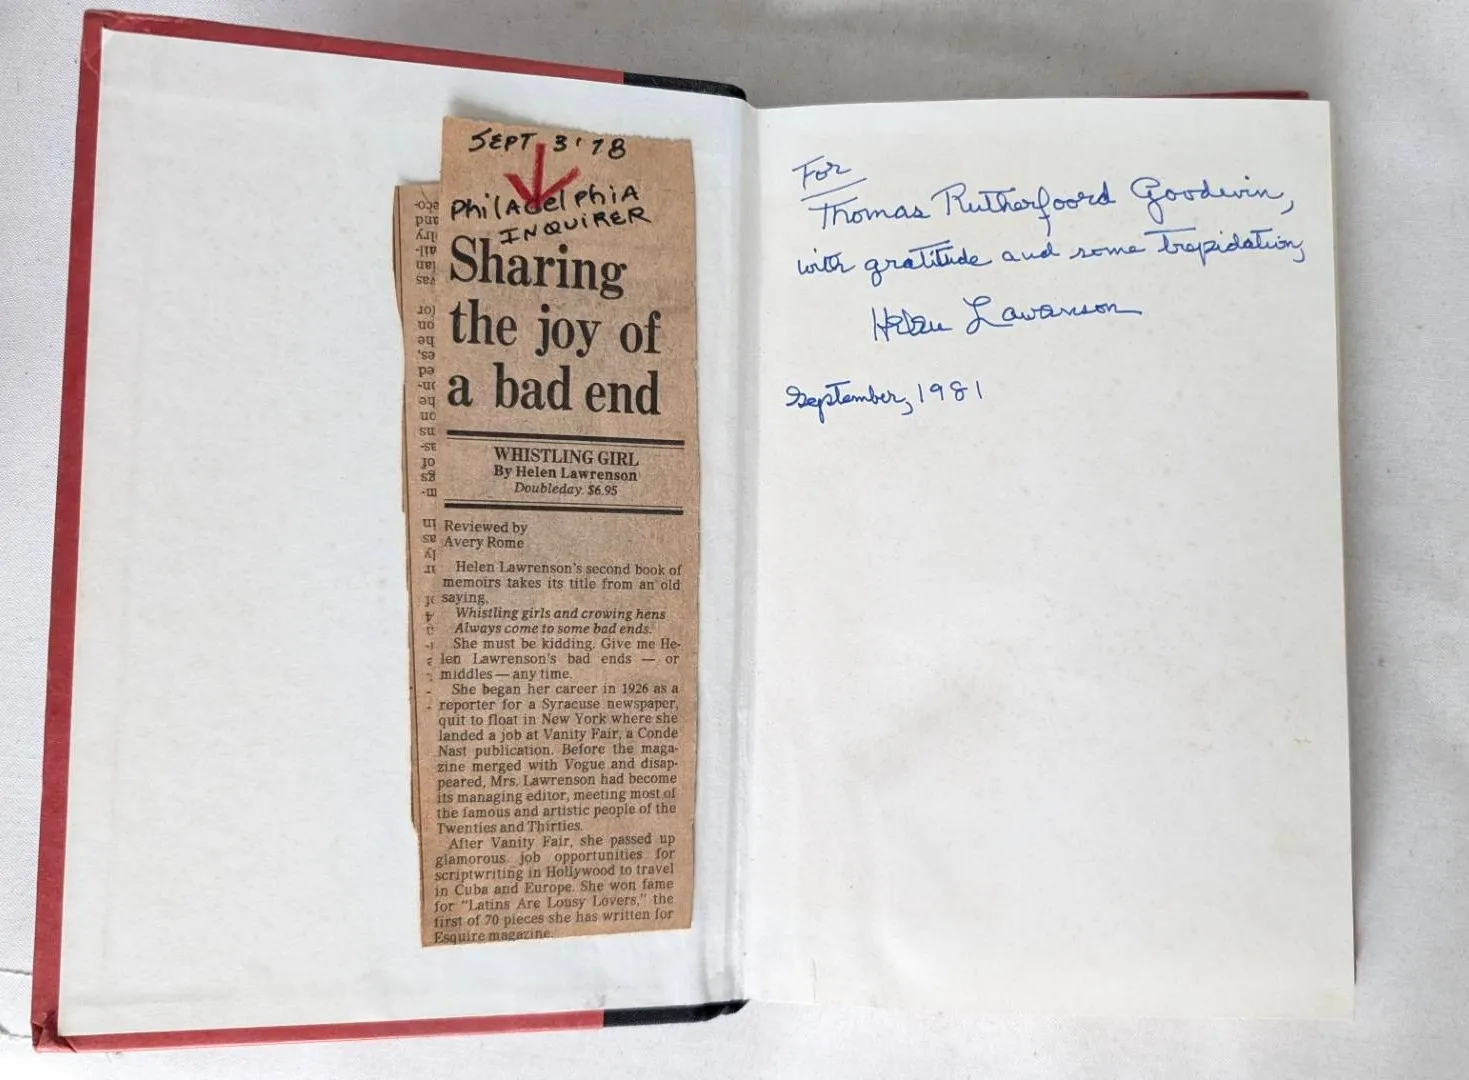 SEPT. 3 '78
PhilAdelphiA
INQUIRER
Sharing
the joy of
a bad end
WHISTLING GIRL
By Helen Lawrenson
Doubleday. $6.95
Reviewed by
Avery Rome
Helen Lawrenson's second book of
memoirs takes its title from an old
saying,
Whistling girls and crowing hens
Always come to some bad ends.
She must be kidding. Give me He-
len Lawrenson's bad ends — or
middles — any time.
She began her career in 1926 as a
reporter for a Syracuse newspaper,
quit to float in New York where she
landed a job at Vanity Fair, a Conde
Nast publication. Before the maga-
zine merged with Vogue and disap-
peared, Mrs. Lawrenson had become
its managing editor, meeting most of
the famous and artistic people of the
Twenties and Thirties.
After Vanity Fair, she passed up
glamorous job opportunities for
scriptwriting in Hollywood to travel
in Cuba and Europe. She won fame
for "Latins Are Lousy Lovers," the
first of 70 pieces she has written for
Esquire magazine.
For
Thomas Rutherfoord Goodwin,
with gratitude and some trepidation,
Helen Lawrenson
September, 1981